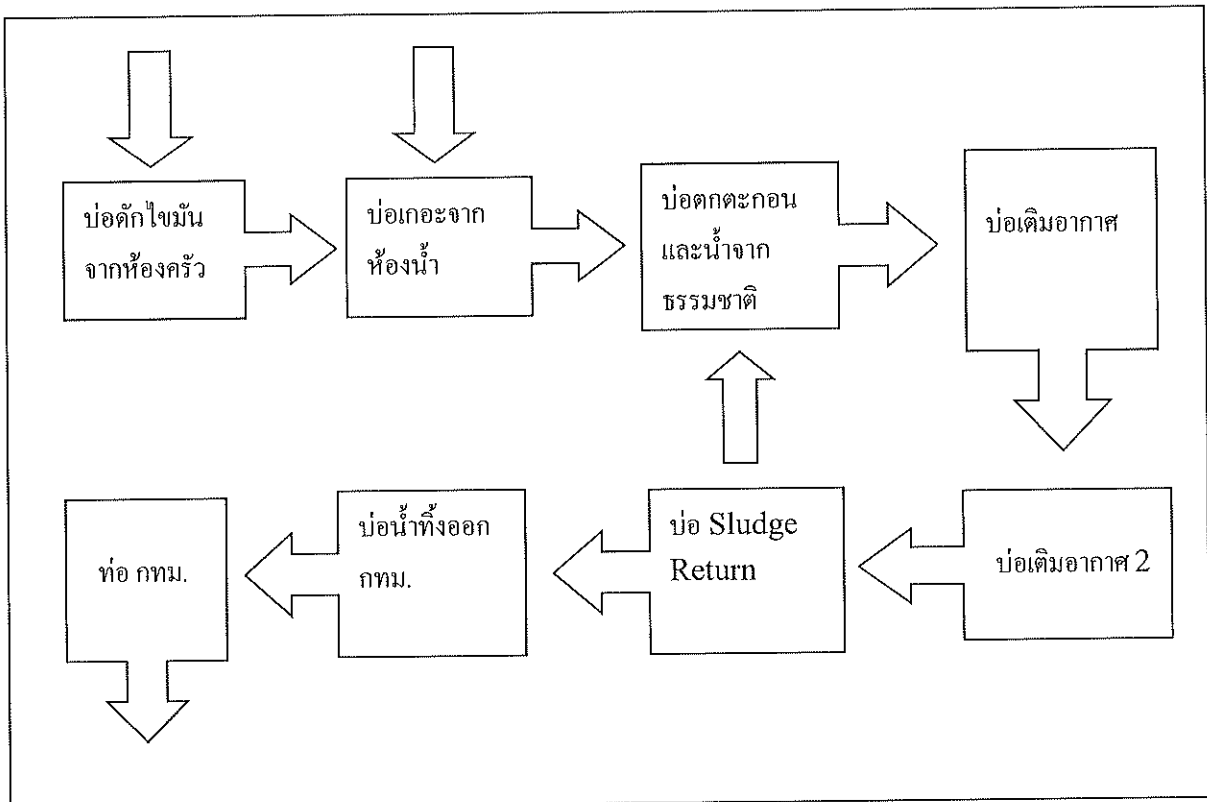 บ่อดักไขมัน
จากห้องครัว
บ่อเกอะจาก
ห้องน้ำ
บ่อตกตะกอน
และน้ำจาก
ธรรมชาติ
บ่อเติมอากาศ
ท่อ กทม.
บ่อน้ำทิ้งออก
กทม.
บ่อ Sludge
Return
บ่อเติมอากาศ 2